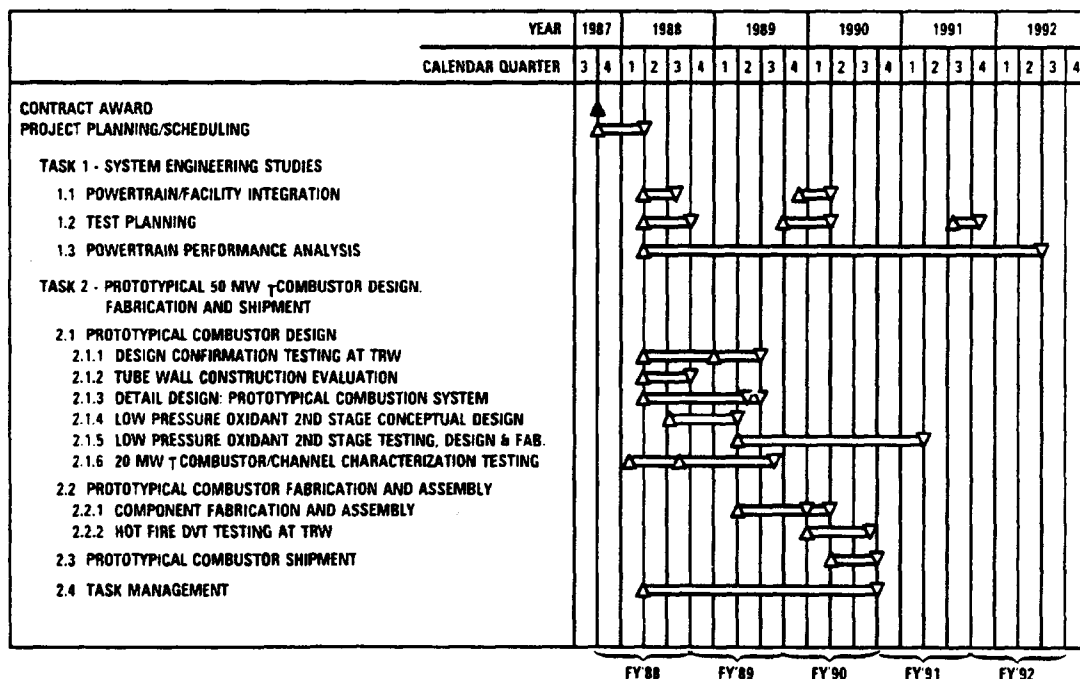 YEAR 1987 1988 1989 1990 1991 1992
CALENDAR QUARTER 3 4 1 2 3 4 1 2 3 4 1 2 3 4 1 2 3 4 1 2 3 4
CONTRACT AWARD
PROJECT PLANNING/SCHEDULING
TASK 1 - SYSTEM ENGINEERING STUDIES
1.1 POWERTRAIN/FACILITY INTEGRATION
1.2 TEST PLANNING
1.3 POWERTRAIN PERFORMANCE ANALYSIS
TASK 2 - PROTOTYPICAL 50 MW T COMBUSTOR DESIGN.
FABRICATION AND SHIPMENT
2.1 PROTOTYPICAL COMBUSTOR DESIGN
2.1.1 DESIGN CONFIRMATION TESTING AT TRW
2.1.2 TUBE WALL CONSTRUCTION EVALUATION
2.1.3 DETAIL DESIGN: PROTOTYPICAL COMBUSTION SYSTEM
2.1.4 LOW PRESSURE OXIDANT 2ND STAGE CONCEPTUAL DESIGN
2.1.5 LOW PRESSURE OXIDANT 2ND STAGE TESTING, DESIGN & FAB.
2.1.6 20 MW T COMBUSTOR/CHANNEL CHARACTERIZATION TESTING
2.2 PROTOTYPICAL COMBUSTOR FABRICATION AND ASSEMBLY
2.2.1 COMPONENT FABRICATION AND ASSEMBLY
2.2.2 HOT FIRE DVT TESTING AT TRW
2.3 PROTOTYPICAL COMBUSTOR SHIPMENT
2.4 TASK MANAGEMENT
FY'88 FY'89 FY'90 FY'91 FY'92